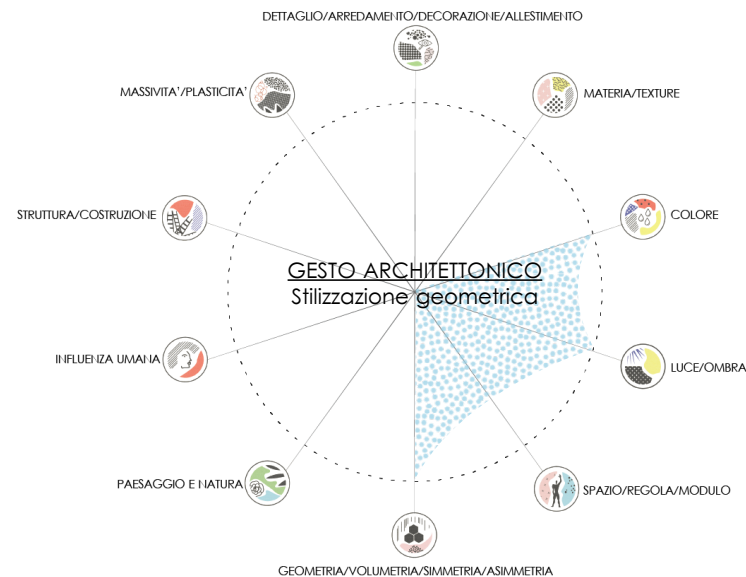 DETTAGLIO/ARREDAMENTO/DECORAZIONE/ALLESTIMENTO
MASSIVITA'/PLASTICITA'
MATERIA/TEXTURE
STRUTTURA/COSTRUZIONE
COLORE
GESTO ARCHITETTONICO
Stilizzazione geometrica
INFLUENZA UMANA
LUCE/OMBRA
PAESAGGIO E NATURA
SPAZIO/REGOLA/MODULO
GEOMETRIA/VOLUMETRIA/SIMMETRIA/ASIMMETRIA